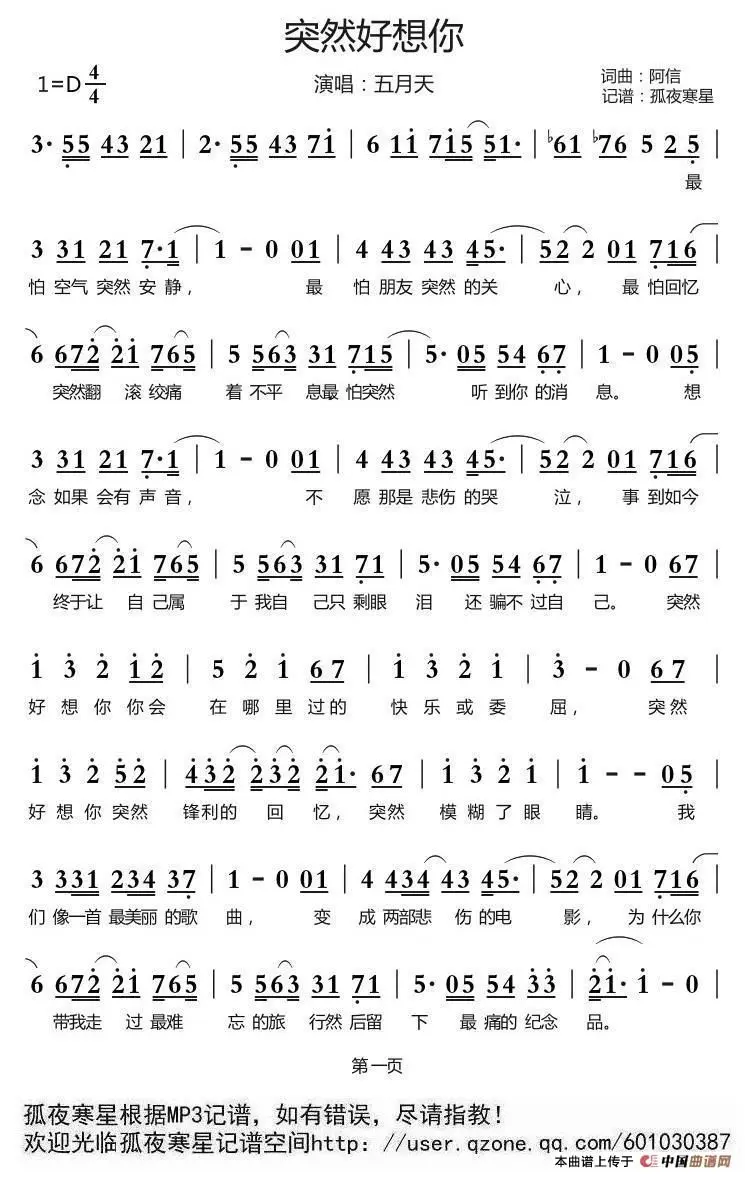 突然好想你
1=D 4/4
演唱：五月天
词曲：阿信
记谱：孤夜寒星
3· 55 43 21 | 2· 55 43 71 | 6 11 715 51· | ♭61 ♭76 5 2 5 |
最
3 31 21 7·1 | 1 - 0 01 | 4 43 43 45· | 52 2 01 716 |
怕 空气 突然 安静， 最 怕 朋友 突然 的关 心， 最 怕回忆
6 672 21 765 | 5 563 31 715 | 5· 05 54 67 | 1 - 0 05 |
突然翻 滚 绞痛 着 不平 息最 怕突然 听 到你 的消 息。 想
3 31 21 7·1 | 1 - 0 01 | 4 43 43 45· | 52 2 01 716 |
念 如果 会有 声音， 不 愿 那是 悲伤 的哭 泣， 事 到如今
6 672 21 765 | 5 563 31 71 | 5· 05 54 67 | 1 - 0 67 |
终于让 自 己属 于 我自 己只 剩眼 泪 还 骗不 过自 己。 突然
1 3 2 12 | 5 2 1 67 | 1 3 2 1 | 3 - 0 67 |
好 想 你 你会 在 哪 里 过的 快 乐 或 委 屈， 突然
1 3 2 52 | 432 232 21· 67 | 1 3 2 1 | 1 - - 05 |
好 想 你 突然 锋利的 回 忆， 突然 模 糊 了 眼 睛。 我
3 331 234 37 | 1 - 0 01 | 4 434 43 45· | 52 2 01 716 |
们 像一首 最美丽 的歌 曲， 变 成 两部悲 伤 的电 影， 为 什么你
6 672 21 765 | 5 563 31 71 | 5· 05 54 33 | 21· 1 - 0 |
带我走 过 最难 忘 的旅 行然 后留 下 最 痛的 纪念 品。
第一页
孤夜寒星根据MP3记谱，如有错误，尽请指教！
欢迎光临孤夜寒星记谱空间http：//user.qzone.qq.com/601030387
本曲谱上传于 中国曲谱网